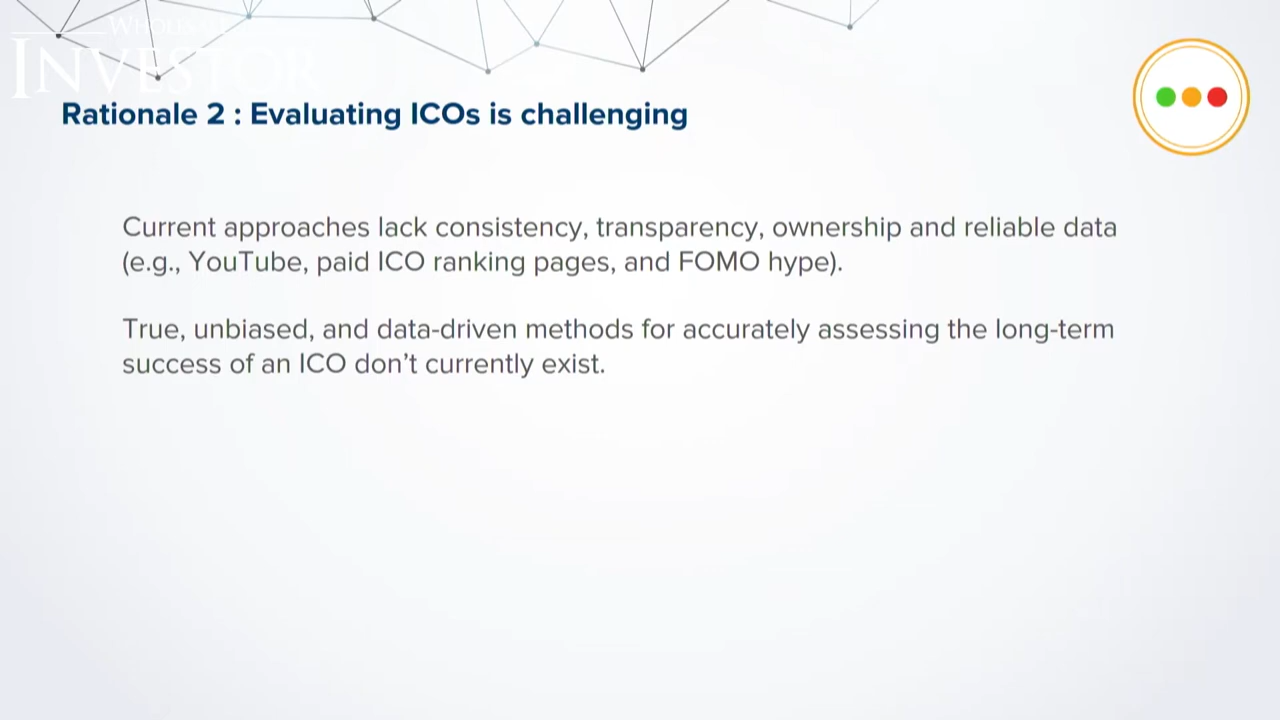 INVESTOR
Rationale 2 : Evaluating ICOs is challenging
Current approaches lack consistency, transparency, ownership and reliable data
(e.g., YouTube, paid ICO ranking pages, and FOMO hype).
True, unbiased, and data-driven methods for accurately assessing the long-term
success of an ICO don’t currently exist.